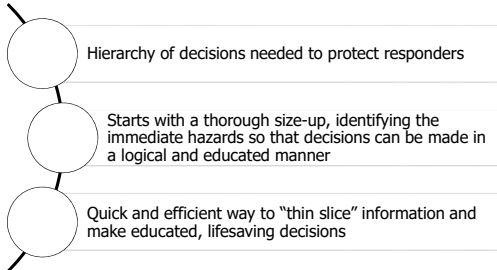 Hierarchy of decisions needed to protect responders
Starts with a thorough size-up, identifying the
immediate hazards so that decisions can be made in
a logical and educated manner
Quick and efficient way to “thin slice” information and
make educated, lifesaving decisions